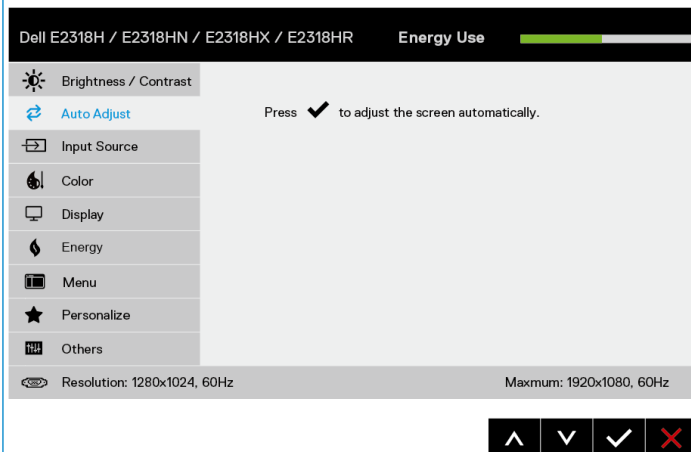 Dell E2318H / E2318HN / E2318HX / E2318HR Energy Use
Brightness / Contrast
Auto Adjust
Press ✔ to adjust the screen automatically.
Input Source
Color
Display
Energy
Menu
Personalize
Others
Resolution: 1280x1024, 60Hz Maxmum: 1920x1080, 60Hz